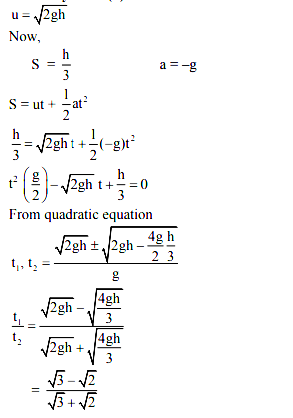 u = √2gh
Now,
S = h/3 a = –g
S = ut + 1/2 at²
h/3 = √2gh t + 1/2 (–g)t²
t² (g/2) – √2gh t + h/3 = 0
From quadratic equation
t₁, t₂ = (√2gh ± √(2gh – 4g/2 h/3))/g
t₁/t₂ = (√2gh – √(4gh/3))/(√2gh + √(4gh/3))
= (√3 – √2)/(√3 + √2)